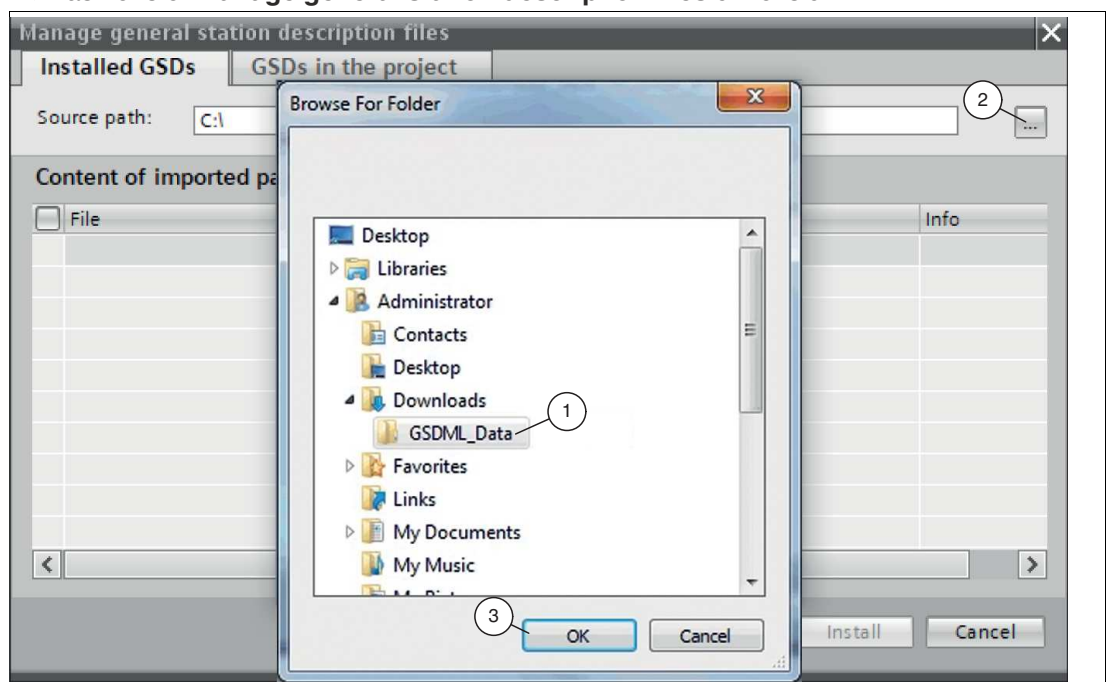 Manage general station description files
Installed GSDs
GSDs in the project
Source path:
C:\
...
2
Content of imported pa
File
Info
Browse For Folder
Desktop
Libraries
Administrator
Contacts
Desktop
Downloads
1
GSDML_Data
Favorites
Links
My Documents
My Music
3
OK
Cancel
Install
Cancel